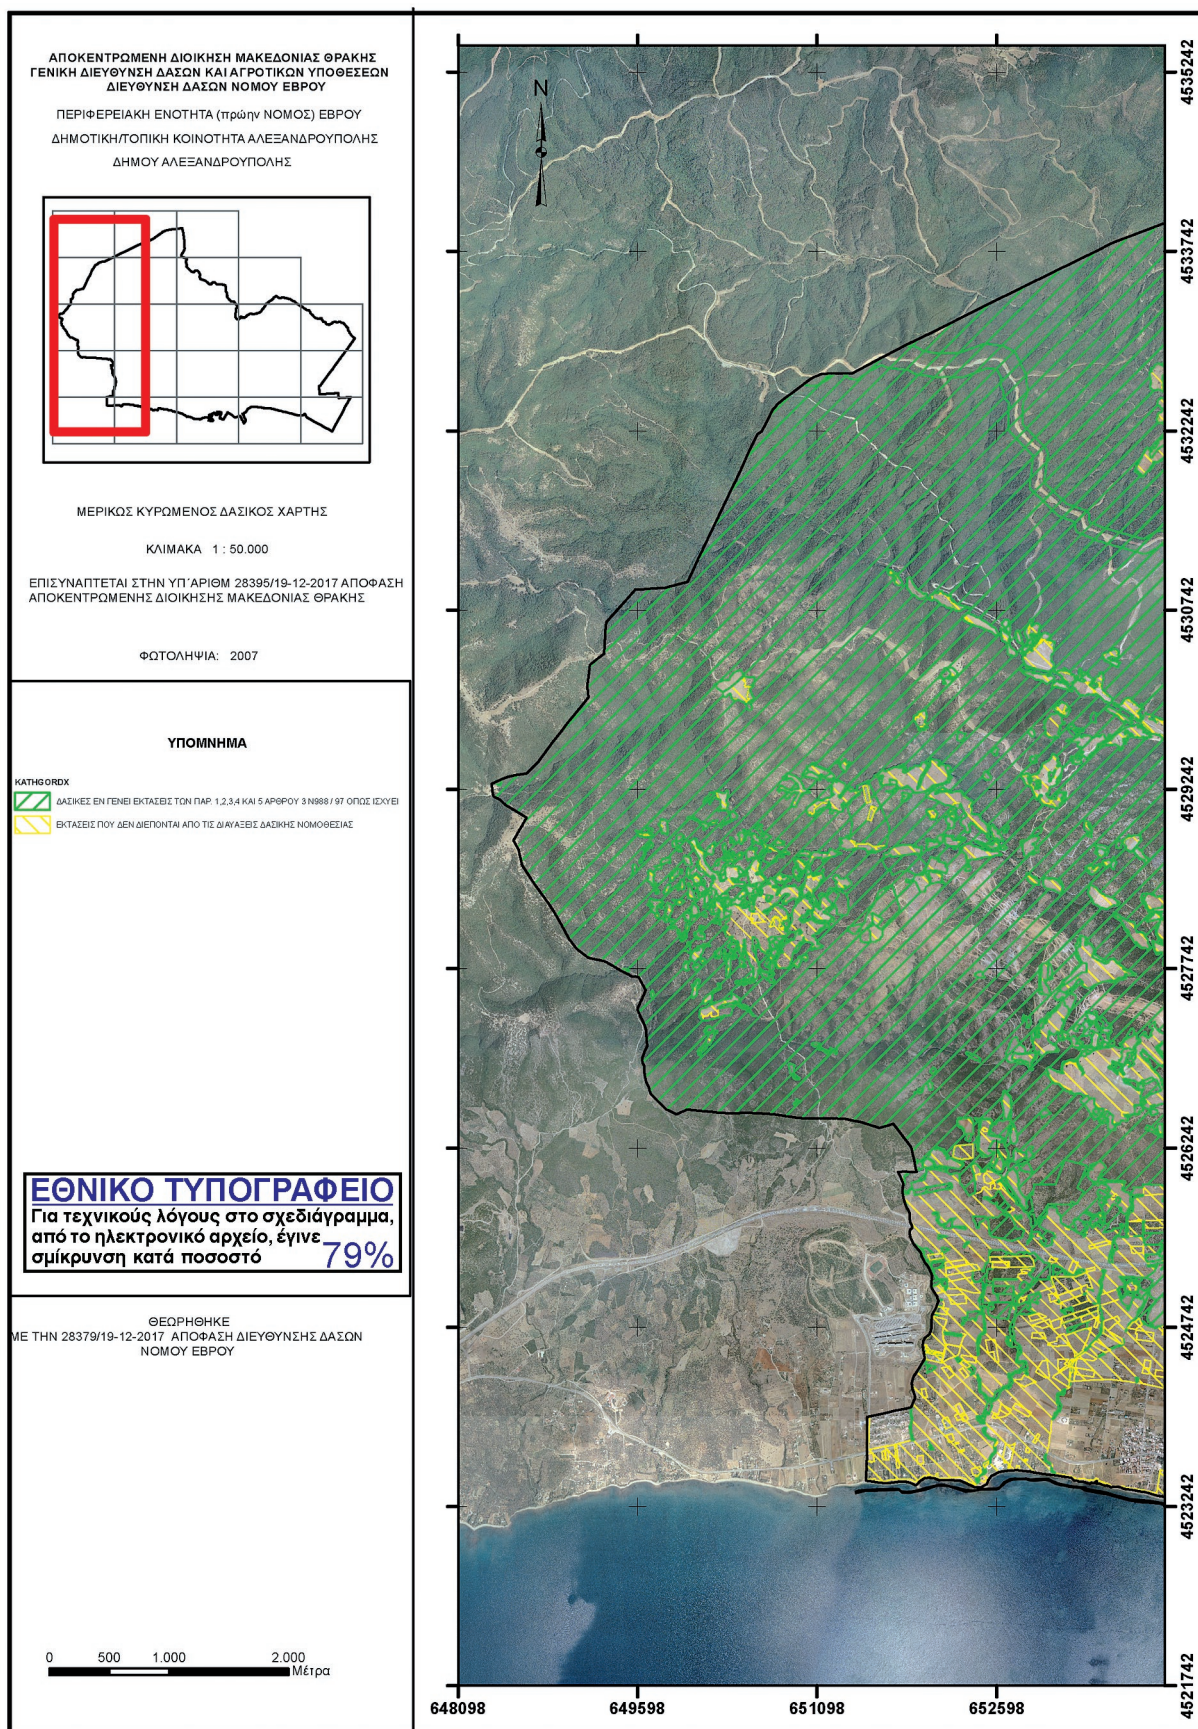 ΑΠΟΚΕΝΤΡΩΜΕΝΗ ΔΙΟΙΚΗΣΗ ΜΑΚΕΔΟΝΙΑΣ ΘΡΑΚΗΣ
ΓΕΝΙΚΗ ΔΙΕΥΘΥΝΣΗ ΔΑΣΩΝ ΚΑΙ ΑΓΡΟΤΙΚΩΝ ΥΠΟΘΕΣΕΩΝ
ΔΙΕΥΘΥΝΣΗ ΔΑΣΩΝ ΝΟΜΟΥ ΕΒΡΟΥ
ΠΕΡΙΦΕΡΕΙΑΚΗ ΕΝΟΤΗΤΑ (πρώην ΝΟΜΟΣ) ΕΒΡΟΥ
ΔΗΜΟΤΙΚΗ/ΤΟΠΙΚΗ ΚΟΙΝΟΤΗΤΑ ΑΛΕΞΑΝΔΡΟΥΠΟΛΗΣ
ΔΗΜΟΥ ΑΛΕΞΑΝΔΡΟΥΠΟΛΗΣ
ΜΕΡΙΚΩΣ ΚΥΡΩΜΕΝΟΣ ΔΑΣΙΚΟΣ ΧΑΡΤΗΣ
ΚΛΙΜΑΚΑ 1 : 50.000
ΕΠΙΣΥΝΑΠΤΕΤΑΙ ΣΤΗΝ ΥΠ΄ΑΡΙΘΜ 28395/19-12-2017 ΑΠΟΦΑΣΗ
ΑΠΟΚΕΝΤΡΩΜΕΝΗΣ ΔΙΟΙΚΗΣΗΣ ΜΑΚΕΔΟΝΙΑΣ ΘΡΑΚΗΣ
ΦΩΤΟΛΗΨΙΑ: 2007
ΥΠΟΜΝΗΜΑ
KATHGORDX
ΔΑΣΙΚΕΣ ΕΝ ΓΕΝΕΙ ΕΚΤΑΣΕΙΣ ΤΩΝ ΠΑΡ. 1,2,3,4 ΚΑΙ 5 ΑΡΘΡΟΥ 3 Ν988 / 97 ΟΠΩΣ ΙΣΧΥΕΙ
ΕΚΤΑΣΕΙΣ ΠΟΥ ΔΕΝ ΔΙΕΠΟΝΤΑΙ ΑΠΟ ΤΙΣ ΔΙΑΥΑΞΕΙΣ ΔΑΣΙΚΗΣ ΝΟΜΟΘΕΣΙΑΣ
ΕΘΝΙΚΟ ΤΥΠΟΓΡΑΦΕΙΟ
Για τεχνικούς λόγους στο σχεδιάγραμμα,
από το ηλεκτρονικό αρχείο, έγινε
σμίκρυνση κατά ποσοστό 79%
ΘΕΩΡΗΘΗΚΕ
ΜΕ ΤΗΝ 28379/19-12-2017 ΑΠΟΦΑΣΗ ΔΙΕΥΘΥΝΣΗΣ ΔΑΣΩΝ
ΝΟΜΟΥ ΕΒΡΟΥ
0 500 1.000 2.000
Μέτρα
N
4535242
4533742
4532242
4530742
4529242
4527742
4526242
4524742
4523242
4521742
648098 649598 651098 652598